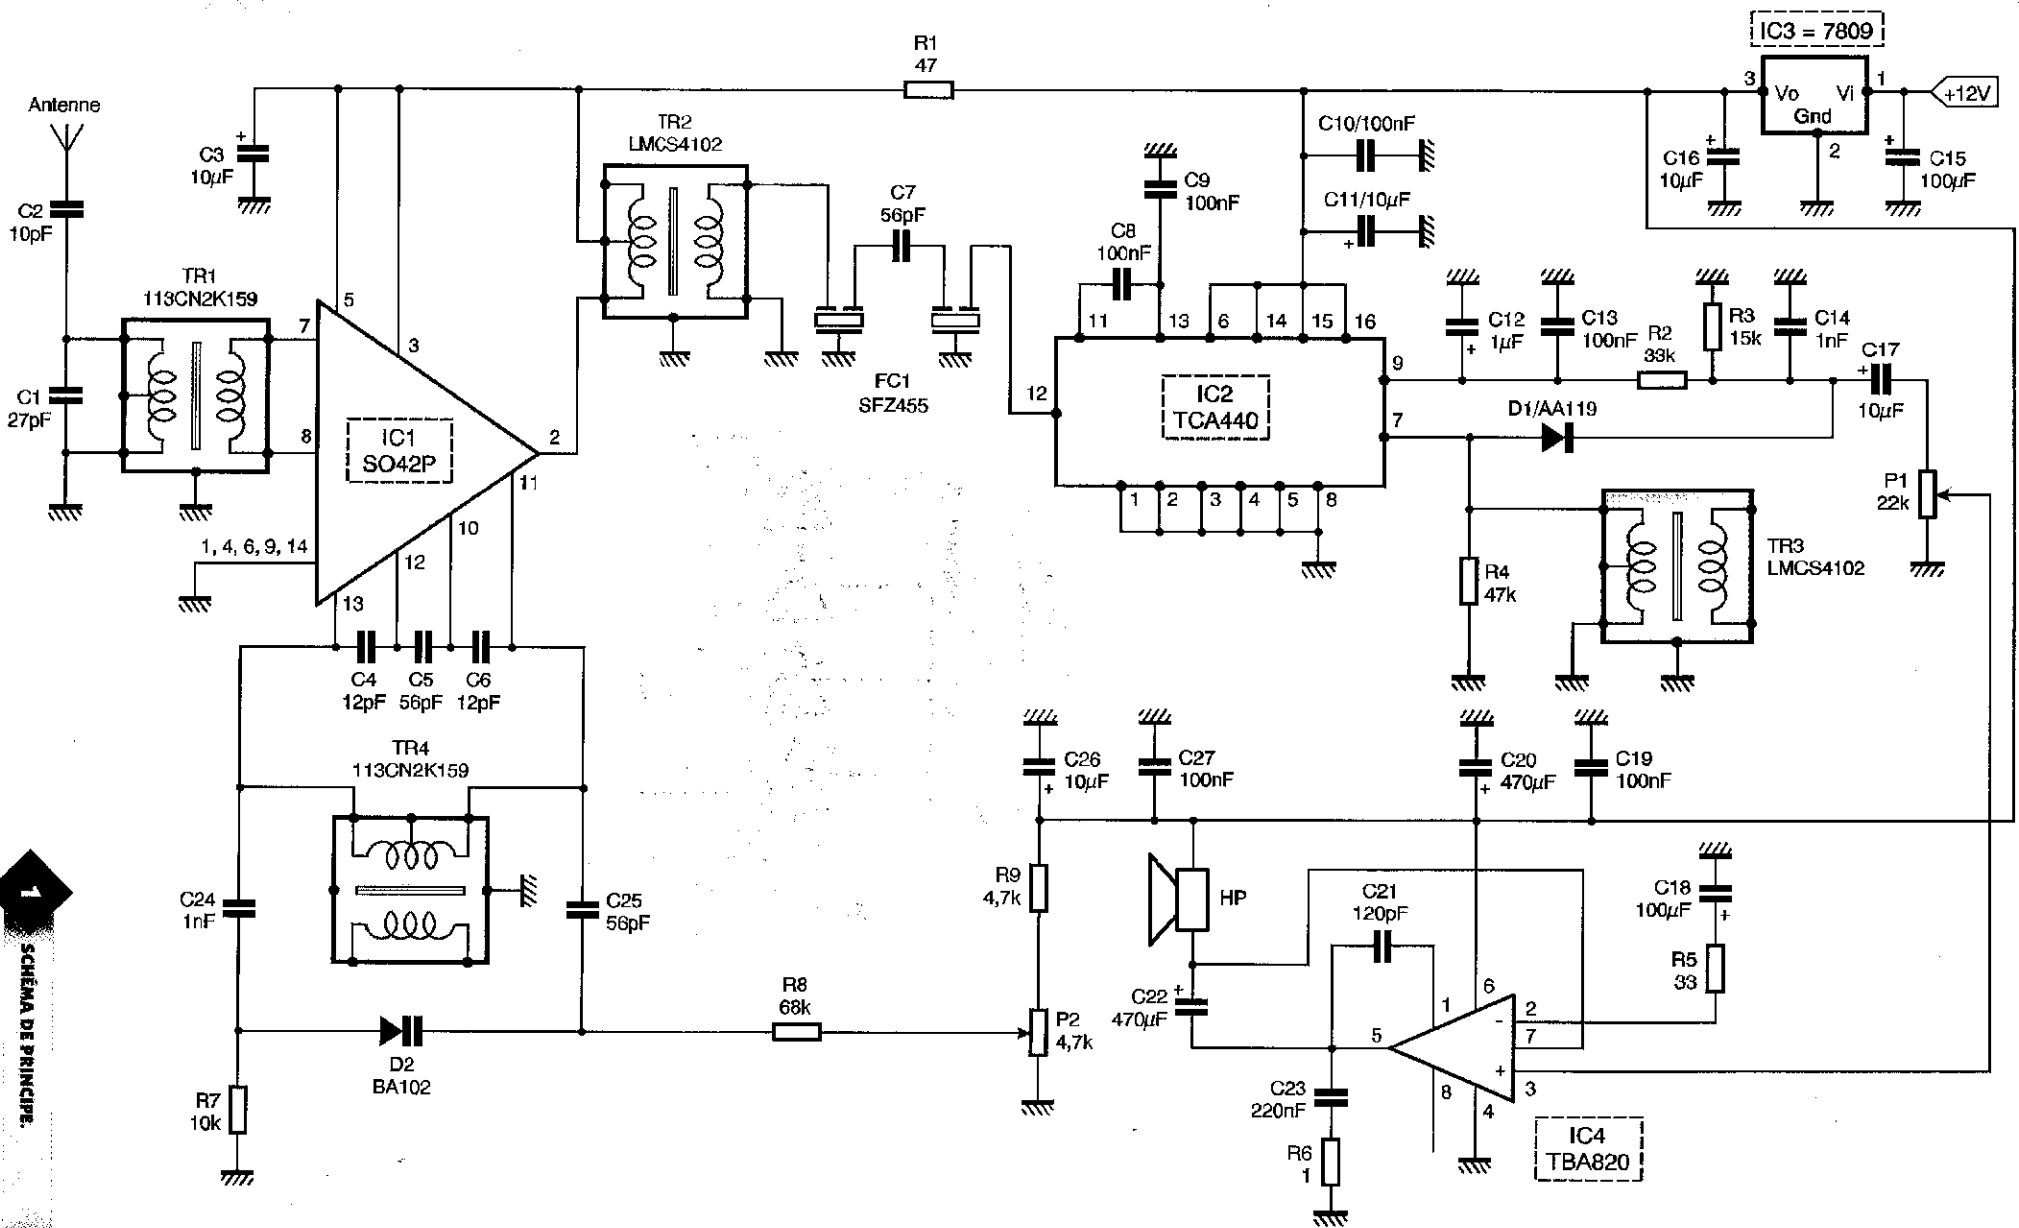 IC3 = 7809
3
Vo
Vi
1
+12V
Gnd
2
R1
47
Antenne
C3
+
10µF
C2
10pF
TR2
LMCS4102
C10/100nF
C11/10µF
+
C16
+
10µF
C15
+
100µF
C7
56pF
C9
100nF
C8
100nF
TR1
113CN2K159
5
7
3
C1
27pF
8
IC1
SO42P
2
11
10
12
13
1, 4, 6, 9, 14
FC1
SFZ455
11
13
6
14
15
16
12
IC2
TCA440
9
7
1
2
3
4
5
8
C12
1µF
+
C13
100nF
R2
33k
R3
15k
C14
1nF
C17
+
10µF
D1/AA119
P1
22k
R4
47k
TR3
LMCS4102
C4
12pF
C5
56pF
C6
12pF
TR4
113CN2K159
C24
1nF
C25
56pF
D2
BA102
R7
10k
R8
68k
C26
10µF
+
C27
100nF
C20
470µF
+
C19
100nF
R9
4,7k
P2
4,7k
HP
C21
120pF
C22
+
470µF
C18
100µF
+
R5
33
1
6
2
-
7
+
3
5
8
4
C23
220nF
R6
1
IC4
TBA820
1
SCHÉMA DE PRINCIPE.